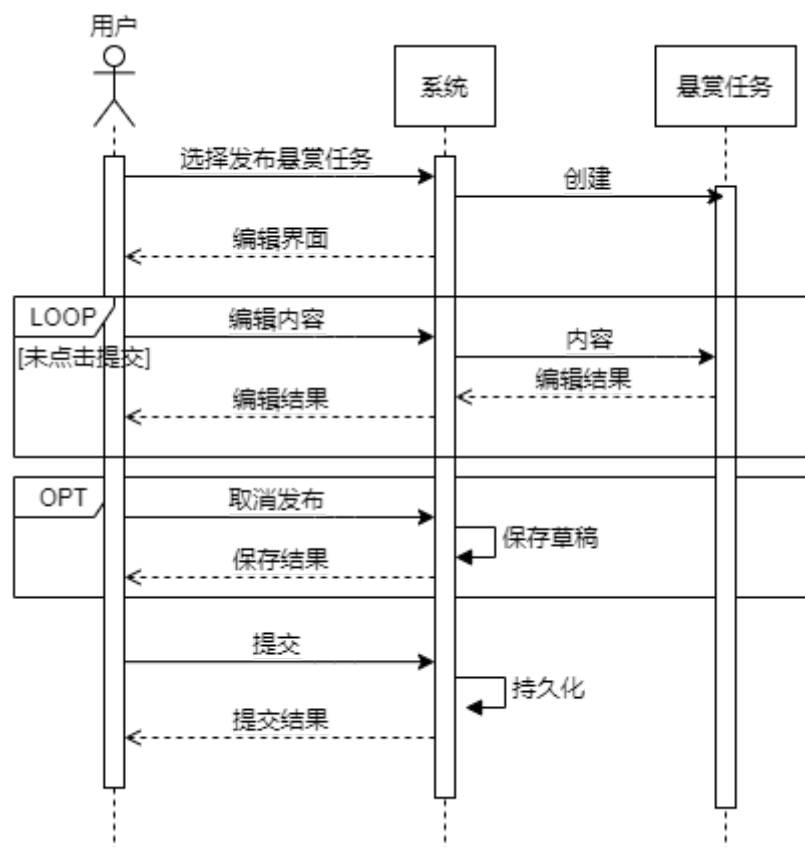 用户
系统
悬赏任务
选择发布悬赏任务
创建
编辑界面
LOOP
编辑内容
[未点击提交]
内容
编辑结果
编辑结果
OPT
取消发布
保存草稿
保存结果
提交
持久化
提交结果